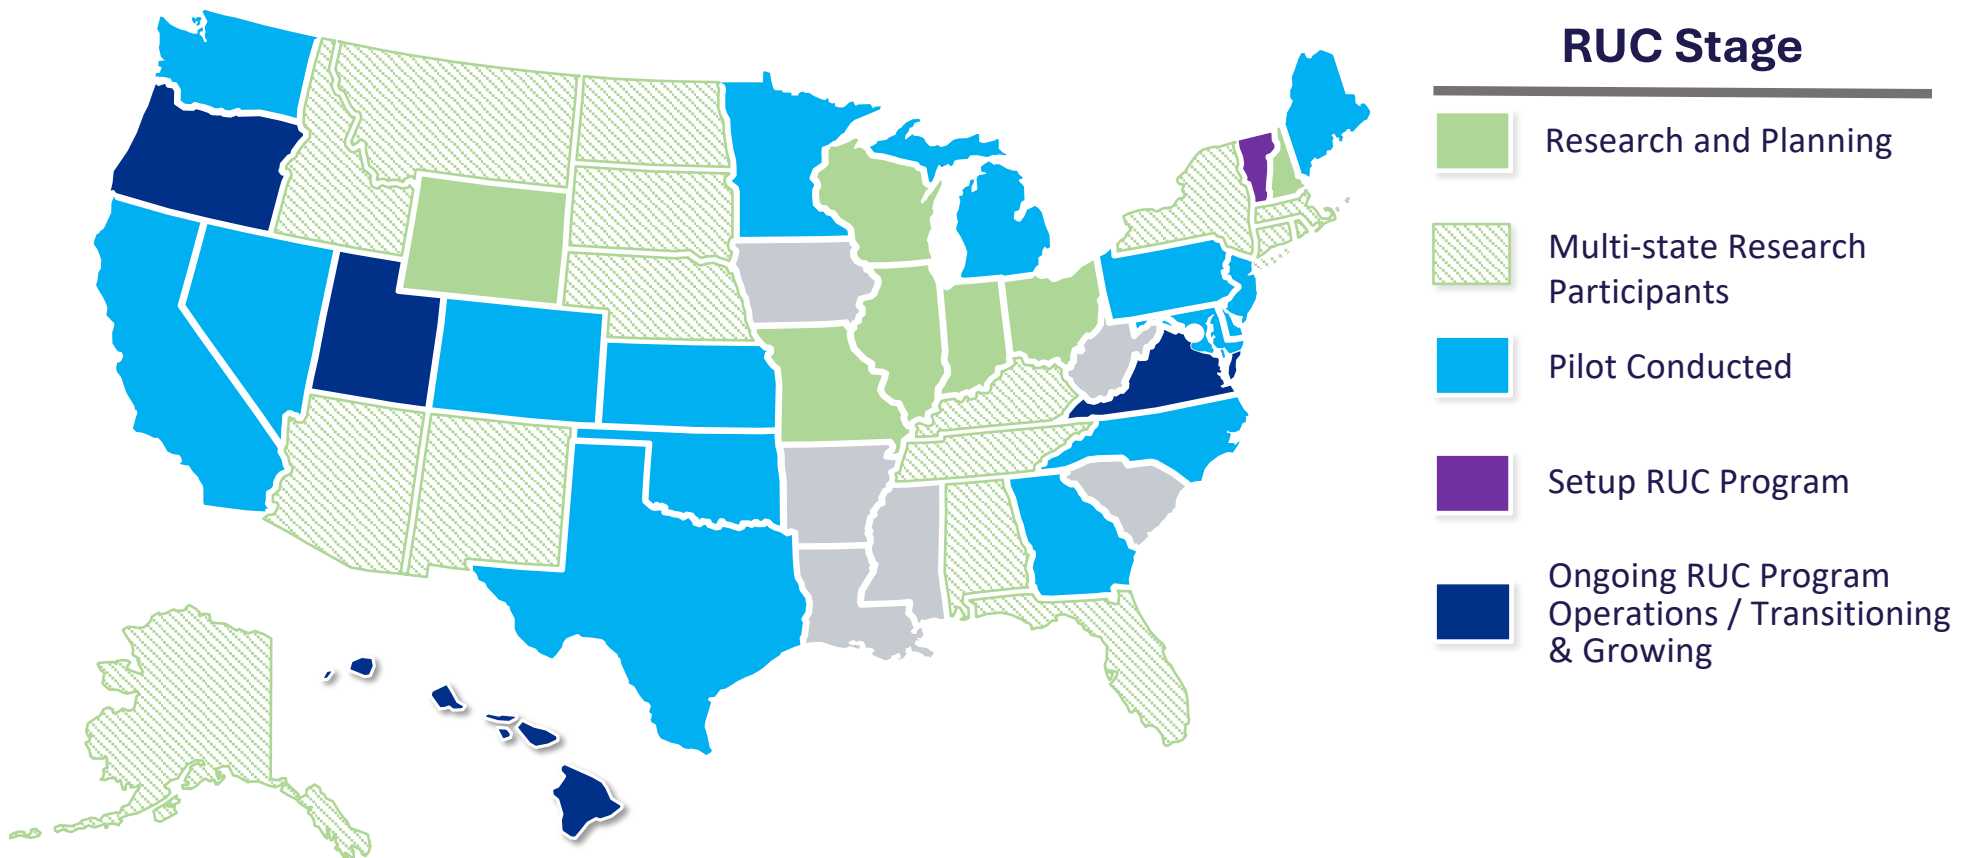 RUC Stage
Research and Planning
Multi-state Research
Participants
Pilot Conducted
Setup RUC Program
Ongoing RUC Program
Operations / Transitioning
& Growing